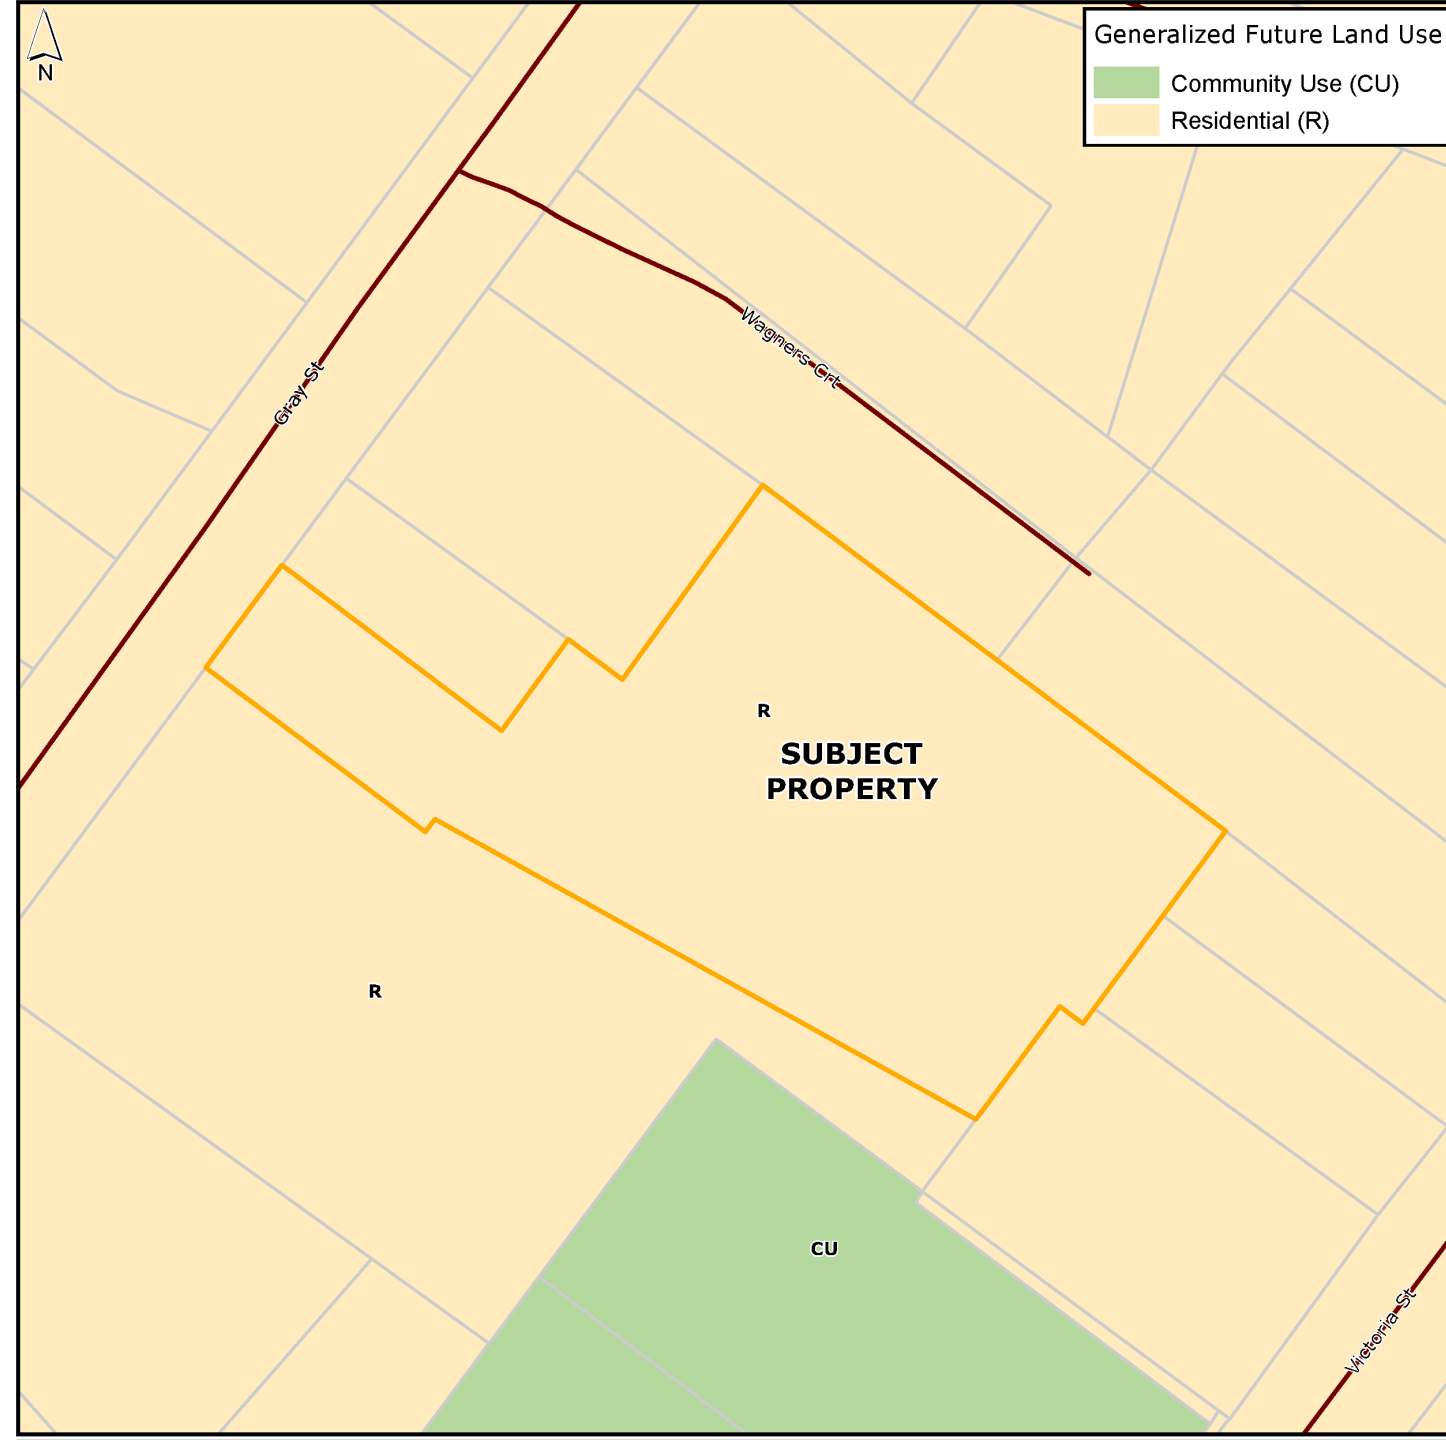 N
Generalized Future Land Use
Community Use (CU)
Residential (R)
Wagners Crt
Gray St
R
SUBJECT
PROPERTY
R
CU
Victoria St